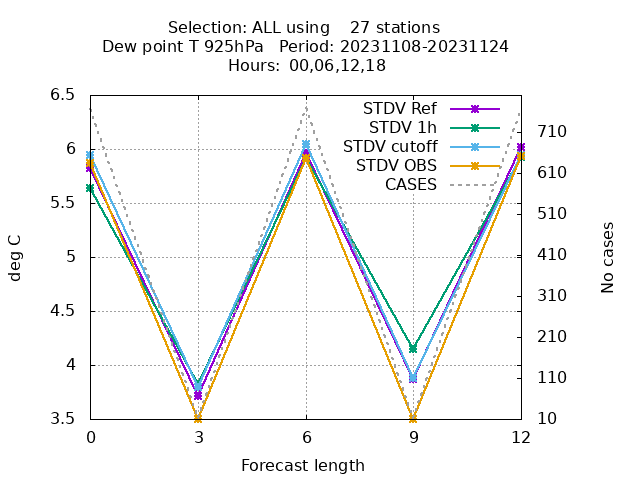 Selection: ALL using    27 stations
Dew point T 925hPa   Period: 20231108-20231124
Hours: 00,06,12,18
6.5
6
5.5
5
4.5
4
3.5
deg C
STDV Ref
STDV 1h
STDV cutoff
STDV OBS
CASES
710
610
510
410
310
210
110
10
No cases
0 3 6 9 12
Forecast length